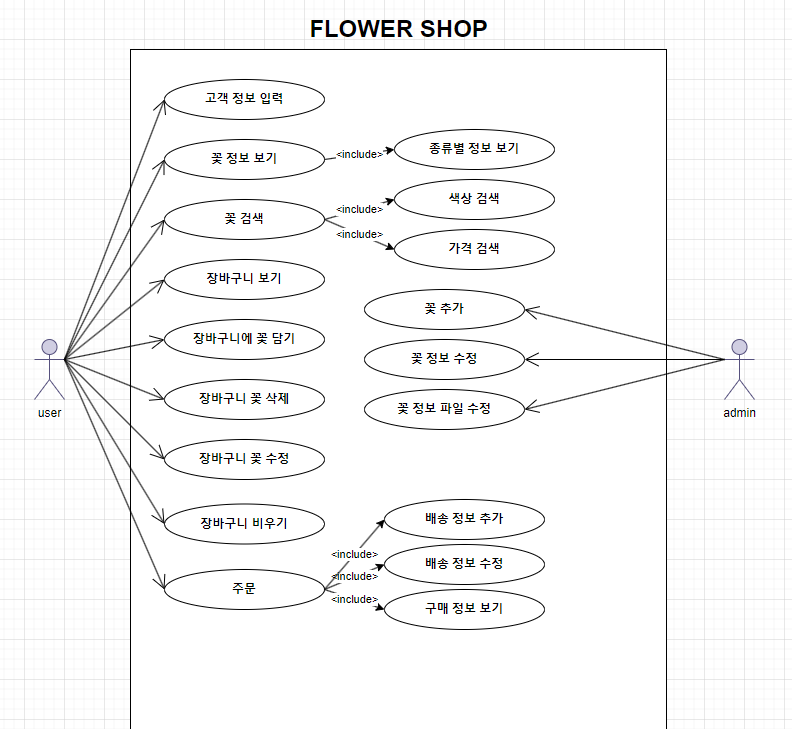 FLOWER SHOP
고객 정보 입력
꽃 정보 보기
<include>
종류별 정보 보기
꽃 검색
<include>
색상 검색
<include>
가격 검색
장바구니 보기
꽃 추가
장바구니에 꽃 담기
꽃 정보 수정
user
admin
장바구니 꽃 삭제
꽃 정보 파일 수정
장바구니 꽃 수정
장바구니 비우기
배송 정보 추가
<include>
배송 정보 수정
<include>
주문
<include>
구매 정보 보기